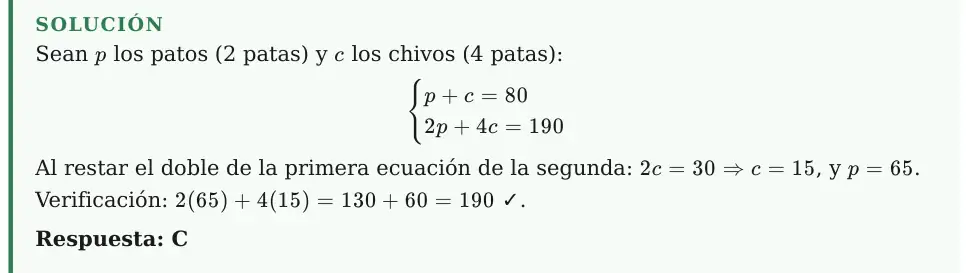 SOLUCIÓN
Sean p los patos (2 patas) y c los chivos (4 patas):
p + c = 80
2p + 4c = 190
Al restar el doble de la primera ecuación de la segunda: 2c = 30 ⇒ c = 15, y p = 65.
Verificación: 2(65) + 4(15) = 130 + 60 = 190 ✓.
Respuesta: C